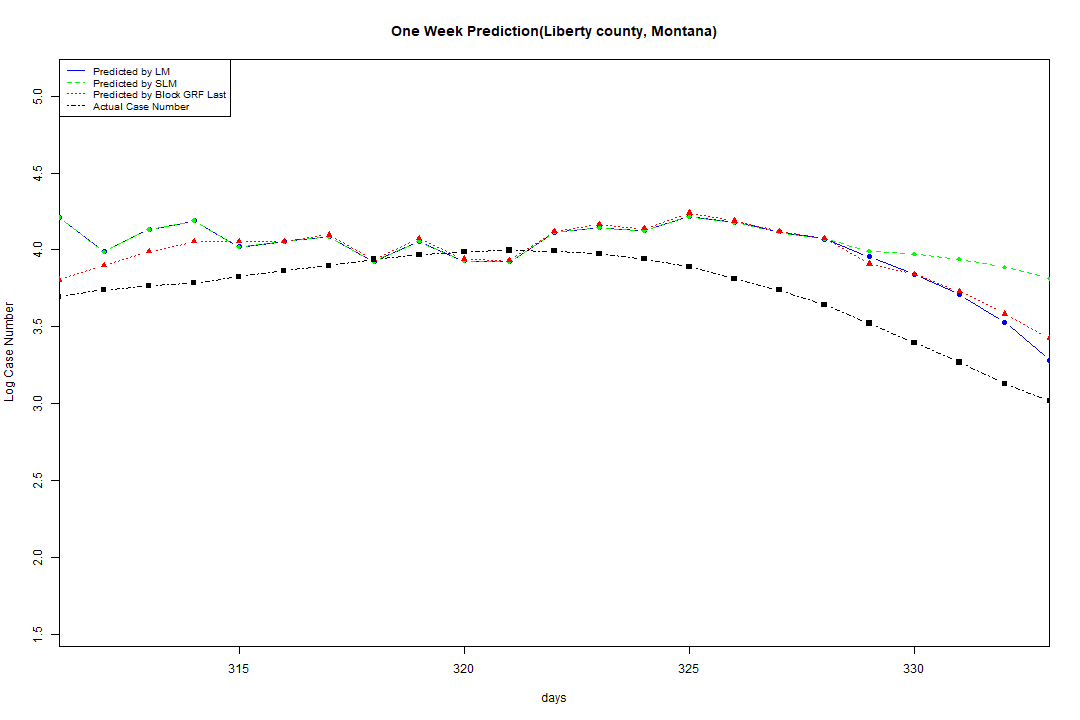 One Week Prediction(Liberty county, Montana)
Predicted by LM
Predicted by SLM
Predicted by Block GRF Last
Actual Case Number
5.0
4.5
4.0
3.5
3.0
2.5
2.0
1.5
Log Case Number
315
320
325
330
days